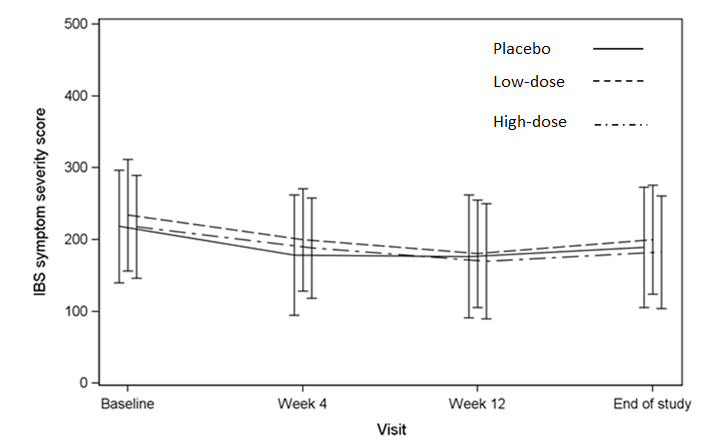 500
400
300
200
100
0
IBS symptom severity score
Placebo
Low-dose
High-dose
Baseline
Week 4
Week 12
End of study
Visit